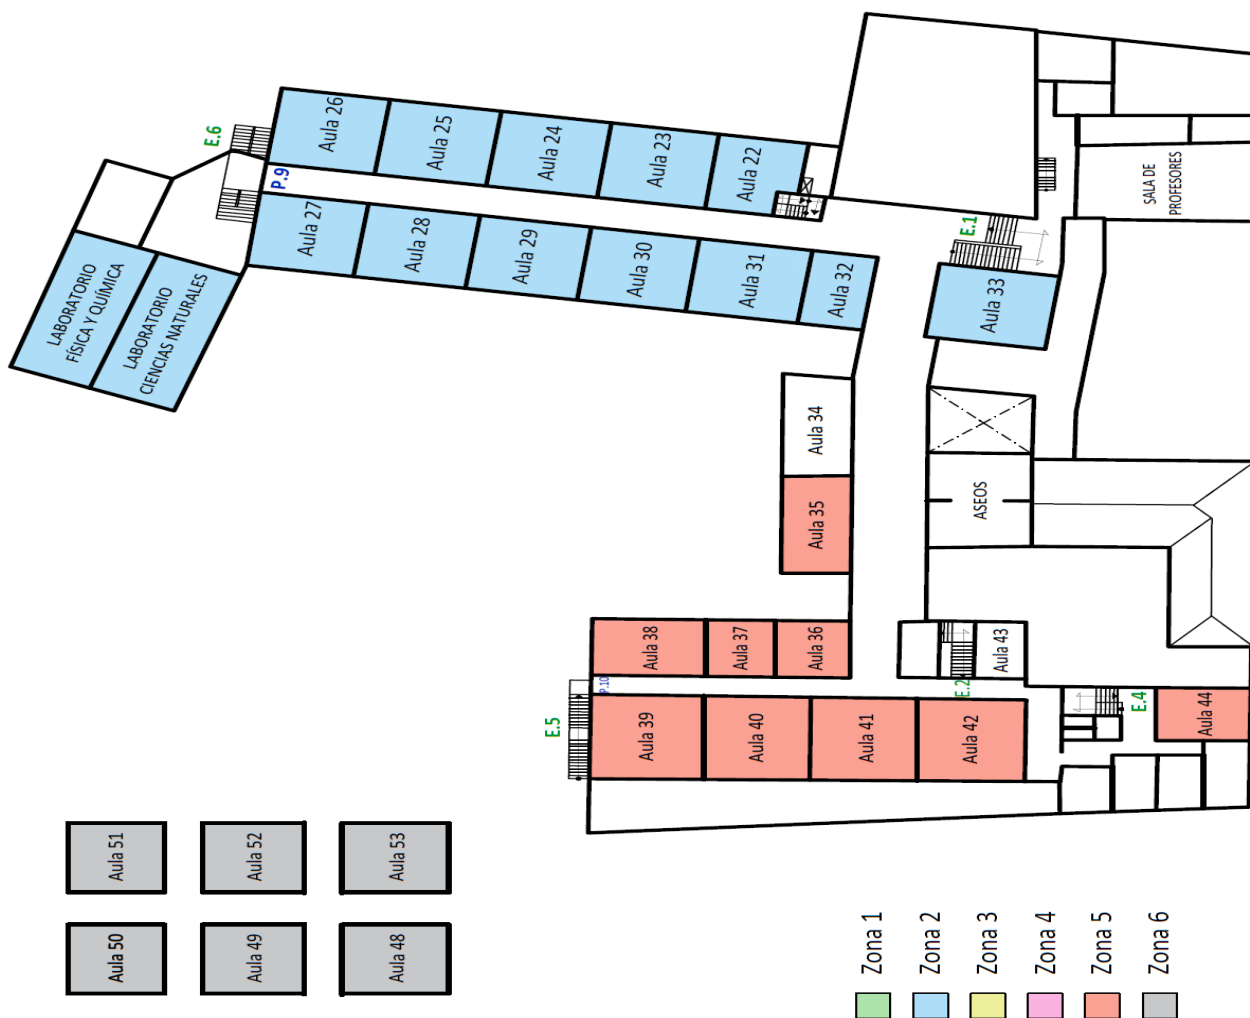 E.6
Aula 26
Aula 25
Aula 24
Aula 23
Aula 22
P.9
Aula 27
Aula 28
Aula 29
Aula 30
Aula 31
Aula 32
LABORATORIO
FÍSICA Y QUÍMICA
LABORATORIO
CIENCIAS NATURALES
E.1
SALA DE
PROFESORES
Aula 33
Aula 34
Aula 35
ASEOS
Aula 38
Aula 37
Aula 36
Aula 43
P.10
E.2
E.5
Aula 39
Aula 40
Aula 41
Aula 42
E.4
Aula 44
Aula 51
Aula 52
Aula 53
Aula 50
Aula 49
Aula 48
Zona 1
Zona 2
Zona 3
Zona 4
Zona 5
Zona 6